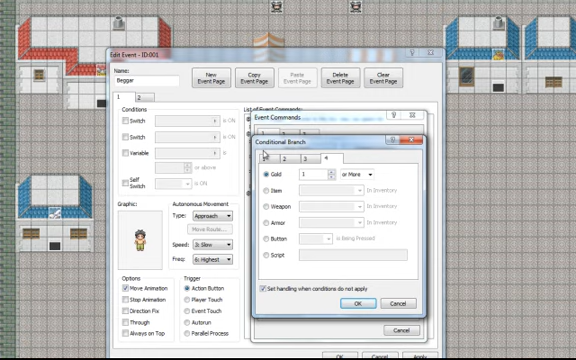 Edit Event - ID:001
Name:
Beggar
New Event Page
Copy Event Page
Paste Event Page
Delete Event Page
Clear Event Page
1 2
Conditions
Switch is ON
Switch is ON
Variable is
or above
Self Switch is ON
Graphic:
Autonomous Movement
Type: Approach
Move Route...
Speed: 3: Slow
Freq: 6: Highest
Options
Move Animation
Stop Animation
Direction Fix
Through
Always on Top
Trigger
Action Button
Player Touch
Event Touch
Autorun
Parallel Process
List of Event Commands
Event Commands
Conditional Branch
1 2 3 4
Gold 1 or More
Item In Inventory
Weapon In Inventory
Armor In Inventory
Button is Being Pressed
Script
Set handling when conditions do not apply
OK Cancel
Cancel
OK Cancel Apply